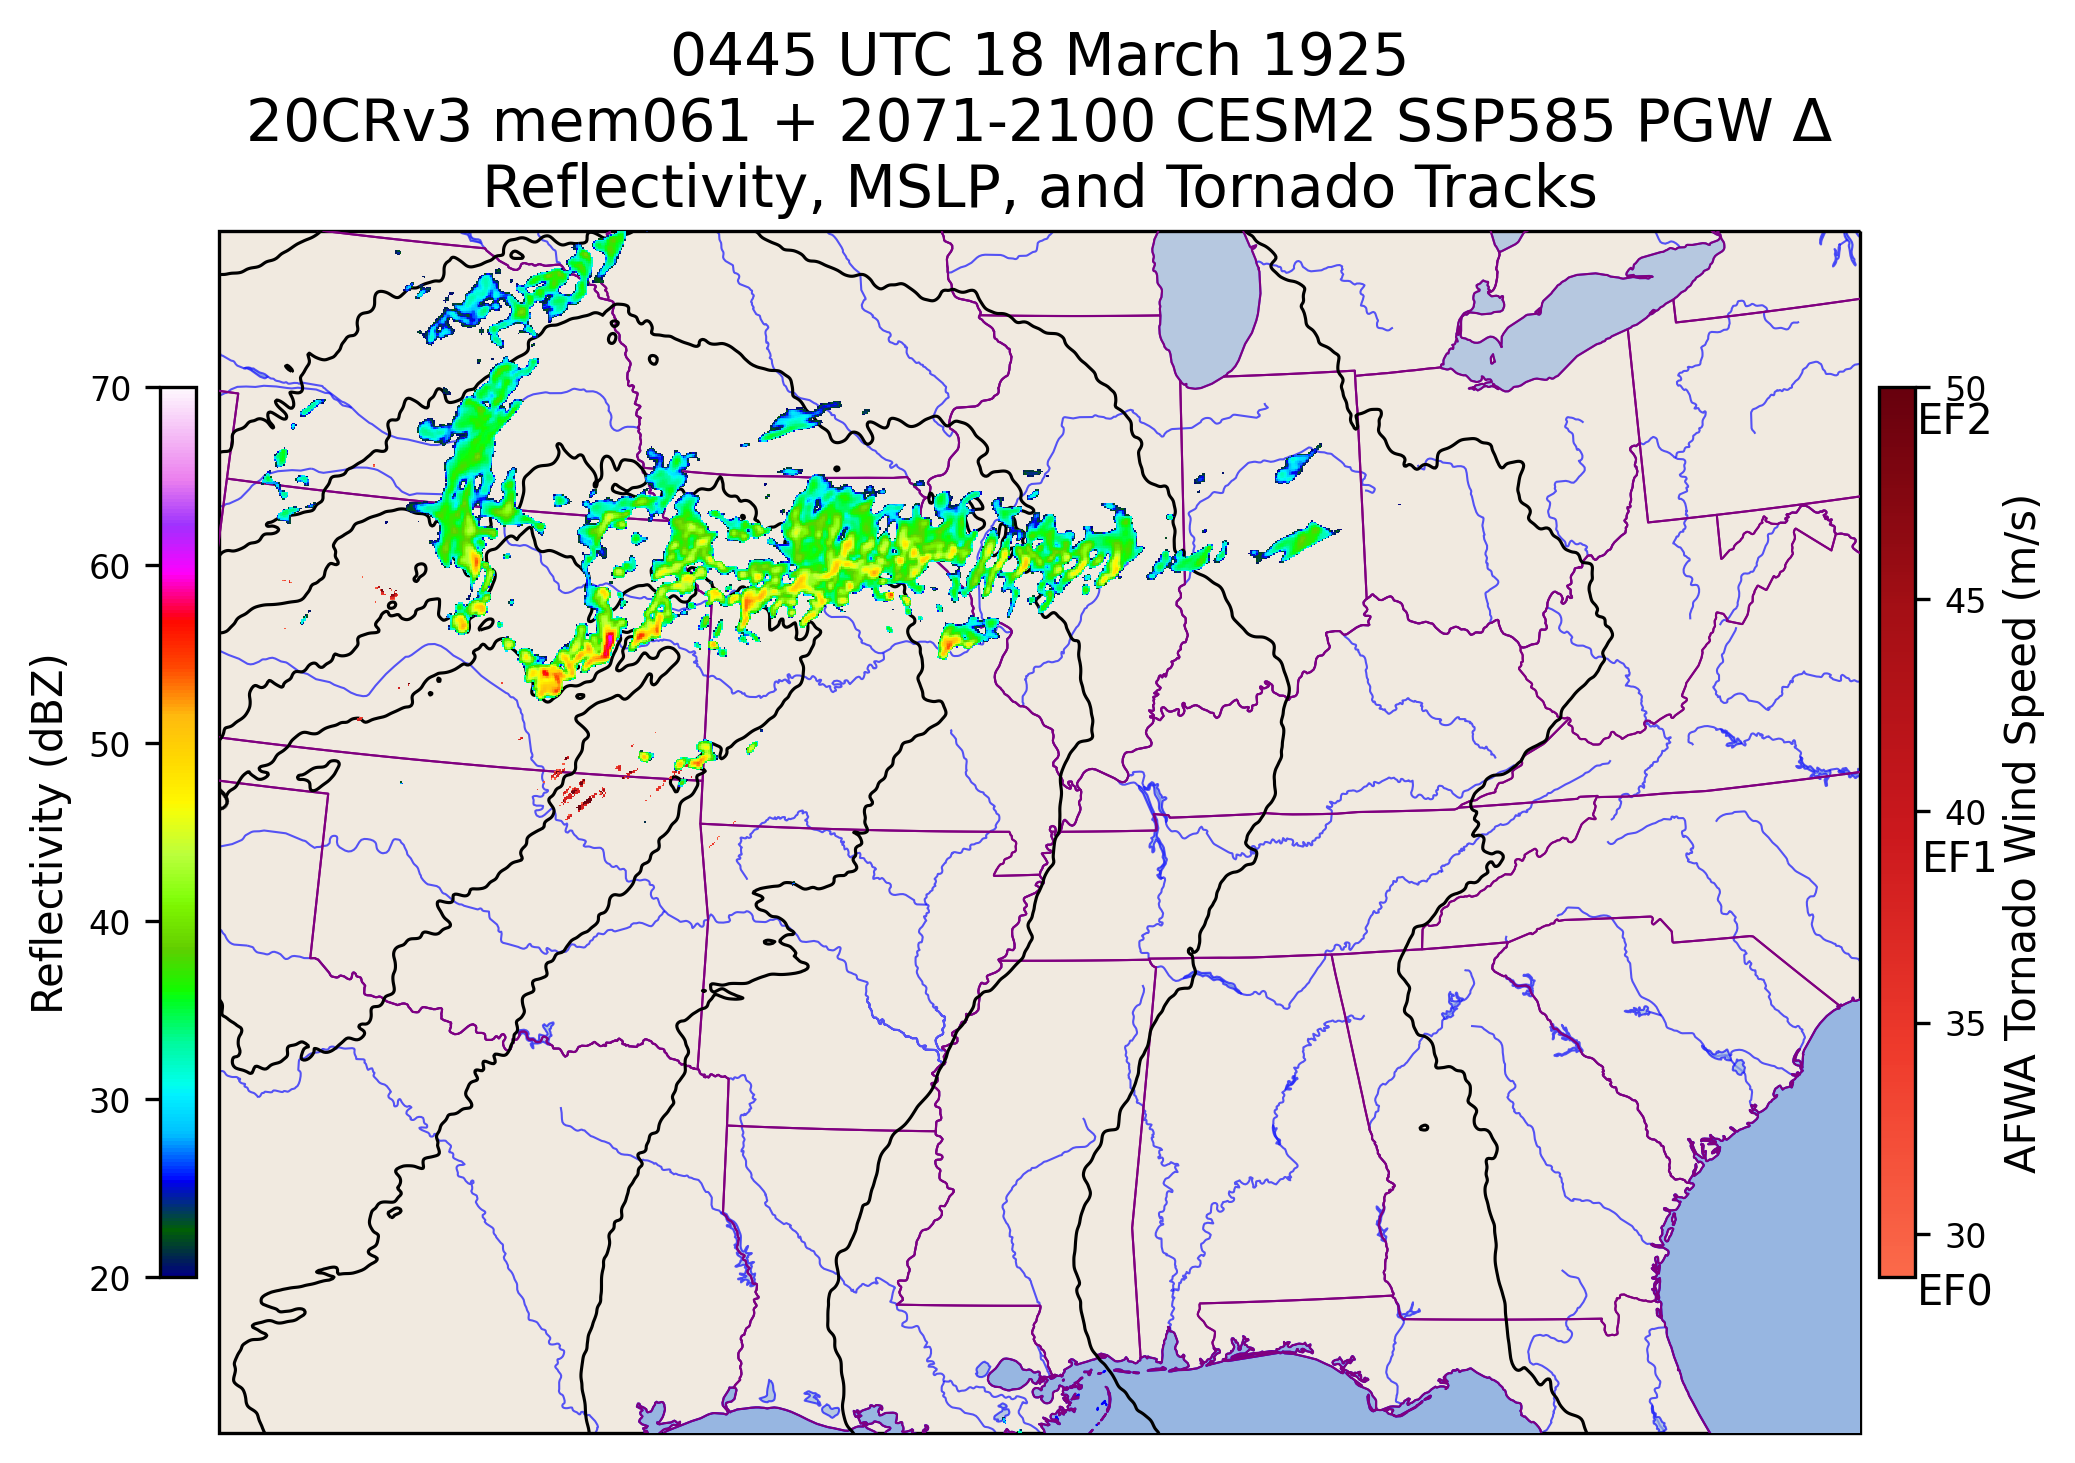 0445 UTC 18 March 1925
20CRv3 mem061 + 2071-2100 CESM2 SSP585 PGW Δ
Reflectivity, MSLP, and Tornado Tracks
70
60
50
40
30
20
Reflectivity (dBZ)
50
EF2
45
40
EF1
35
30
EF0
AFWA Tornado Wind Speed (m/s)